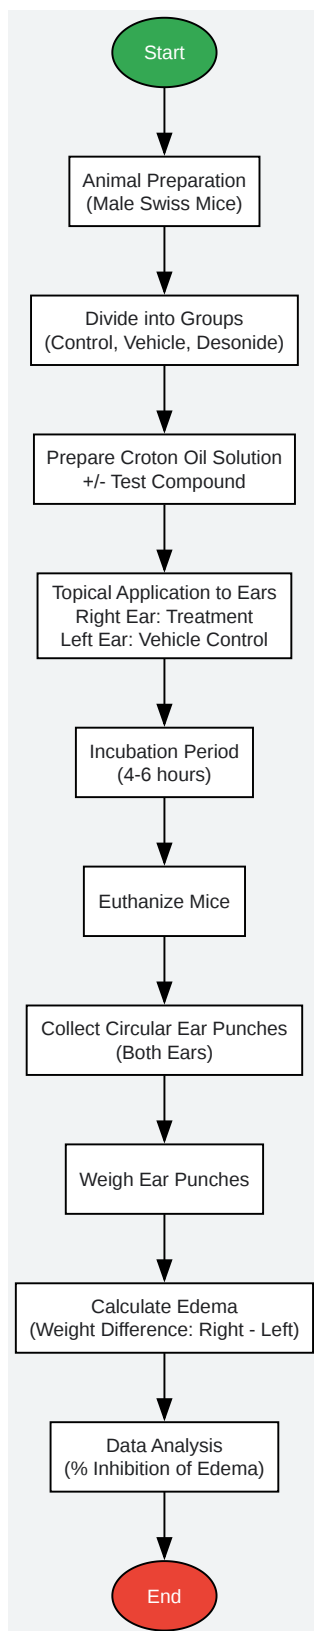 Start
Animal Preparation
(Male Swiss Mice)
Divide into Groups
(Control, Vehicle, Desonide)
Prepare Croton Oil Solution
+/- Test Compound
Topical Application to Ears
Right Ear: Treatment
Left Ear: Vehicle Control
Incubation Period
(4-6 hours)
Euthanize Mice
Collect Circular Ear Punches
(Both Ears)
Weigh Ear Punches
Calculate Edema
(Weight Difference: Right - Left)
Data Analysis
(% Inhibition of Edema)
End